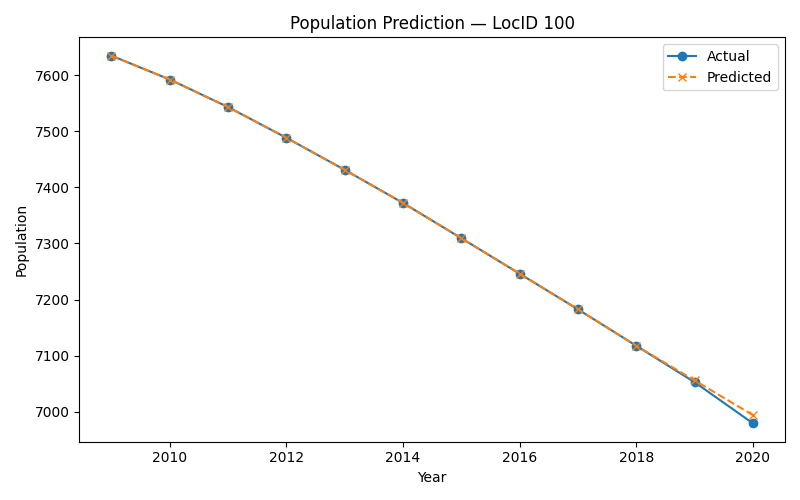 Population Prediction — LocID 100
Actual
Predicted
7600
7500
7400
7300
7200
7100
7000
Population
2010 2012 2014 2016 2018 2020
Year